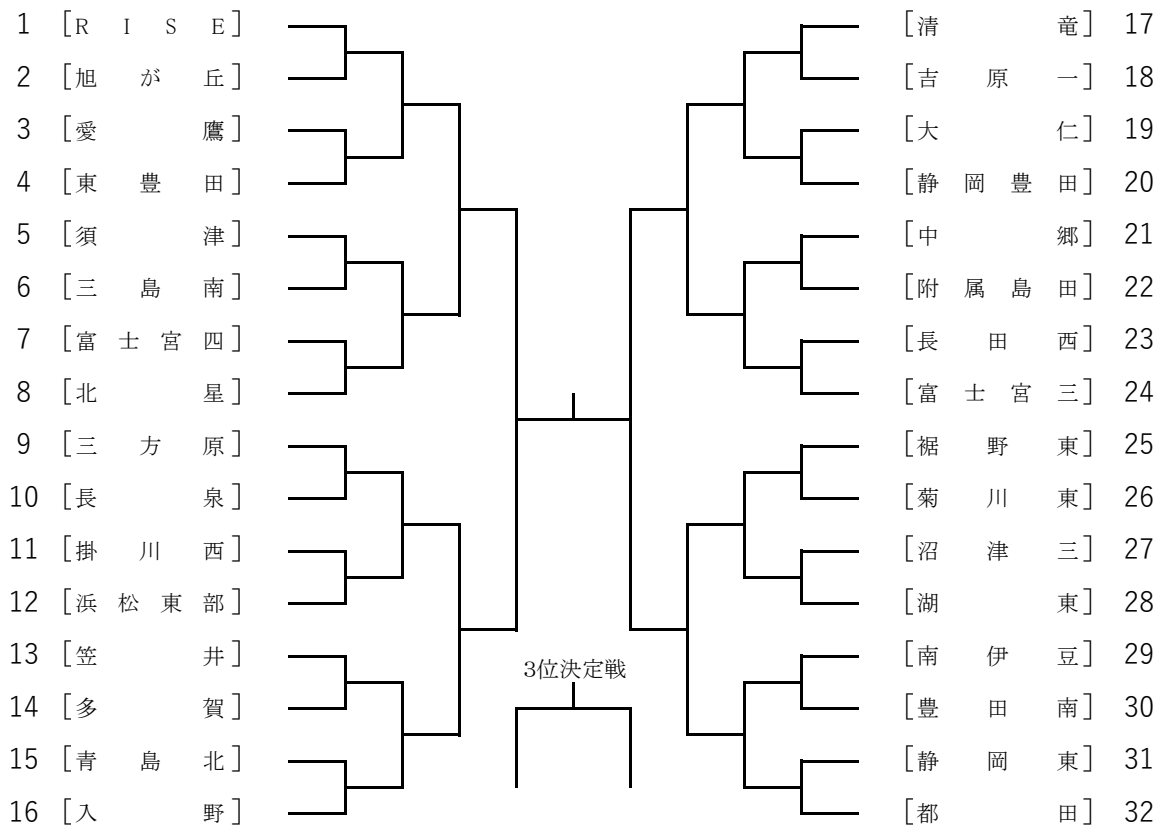 1 [RISE]
2 [旭が丘]
3 [愛鷹]
4 [東豊田]
5 [須津]
6 [三島南]
7 [富士宮四]
8 [北星]
9 [三方原]
10 [長泉]
11 [掛川西]
12 [浜松東部]
13 [笠井]
14 [多賀]
15 [青島北]
16 [入野]
3位決定戦
[清竜] 17
[吉原一] 18
[大仁] 19
[静岡豊田] 20
[中郷] 21
[附属島田] 22
[長田西] 23
[富士宮三] 24
[裾野東] 25
[菊川東] 26
[沼津三] 27
[湖東] 28
[南伊豆] 29
[豊田南] 30
[静岡東] 31
[都田] 32